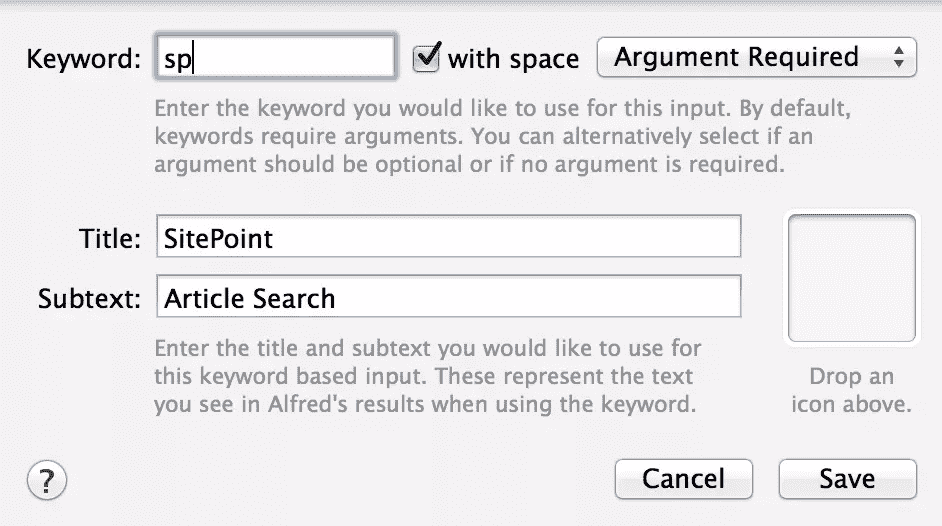 Keyword: sp with space Argument Required
Enter the keyword you would like to use for this input. By default,
keywords require arguments. You can alternatively select if an
argument should be optional or if no argument is required.
Title: SitePoint
Subtext: Article Search
Enter the title and subtext you would like to use for
this keyword based input. These represent the text
you see in Alfred's results when using the keyword.
Drop an
icon above.
? Cancel Save